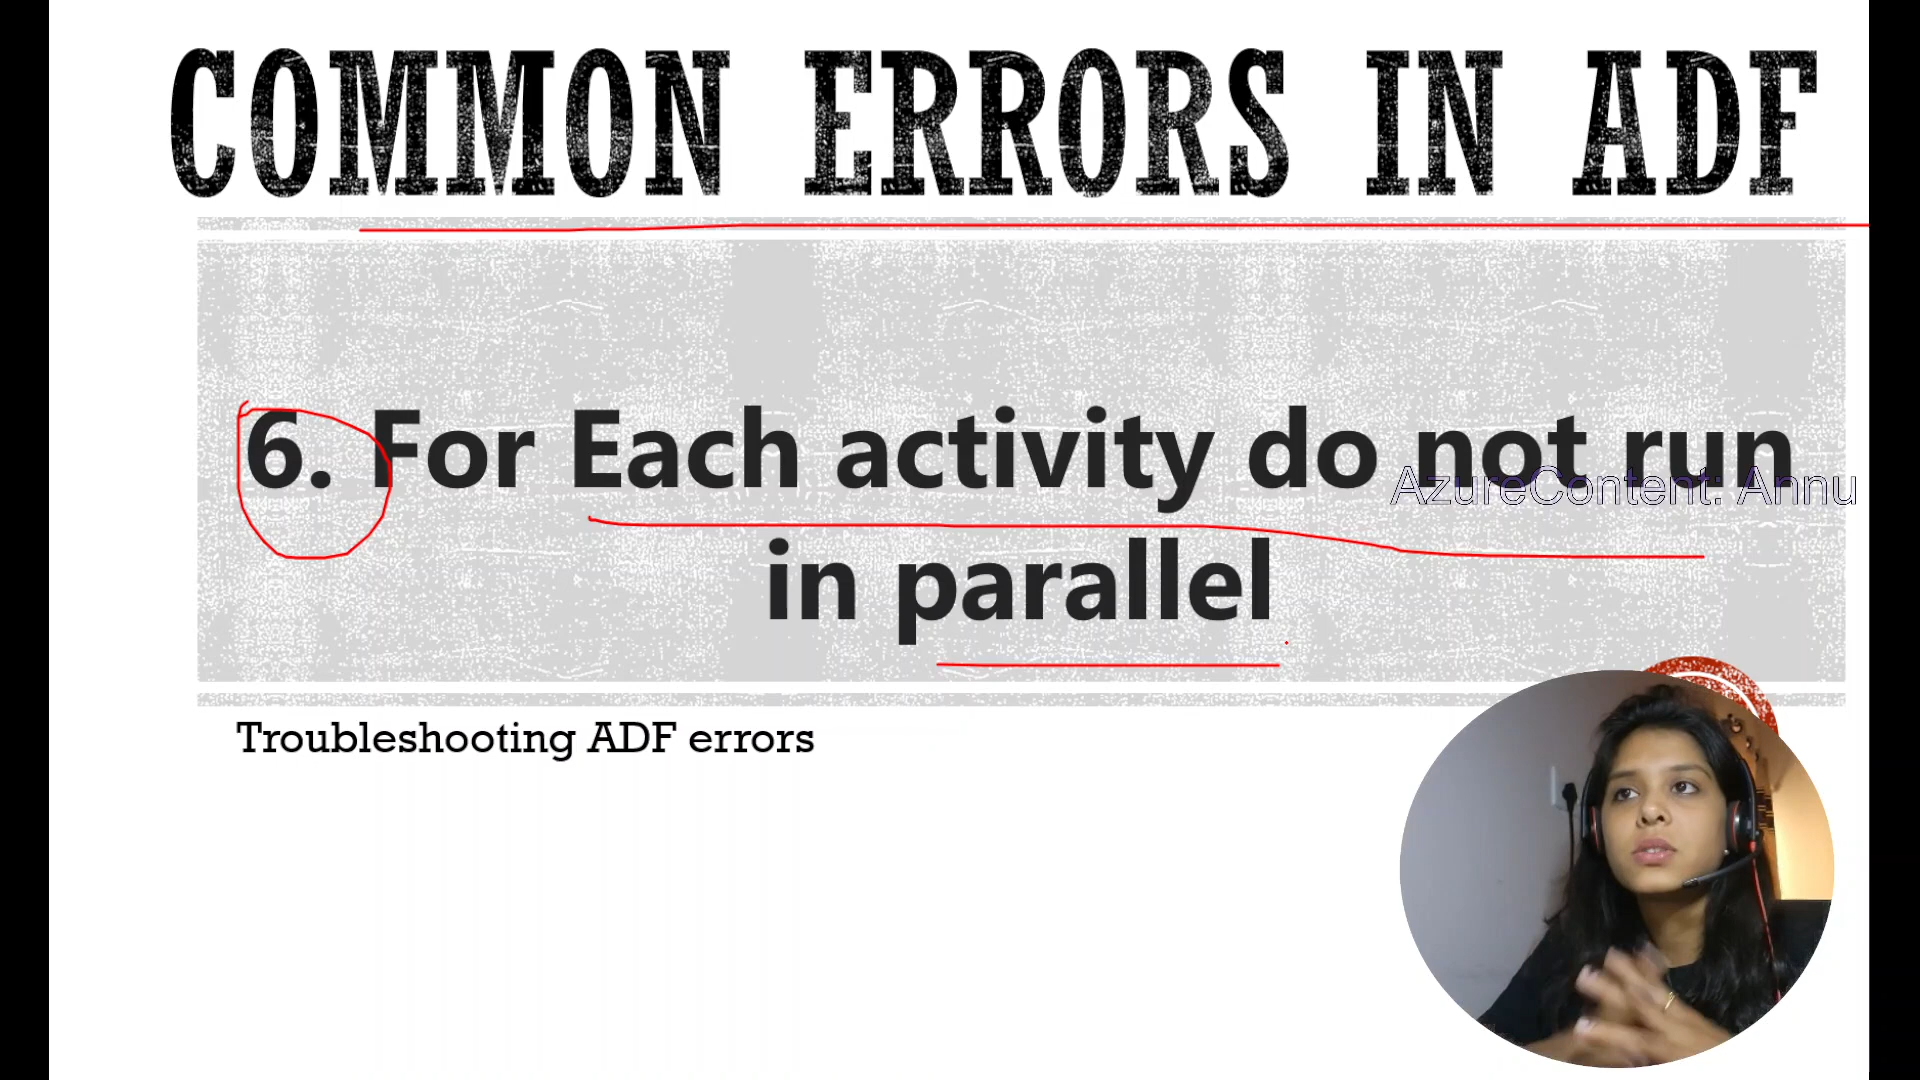 COMMON ERRORS IN ADF
6. For Each activity do not run
AzureContent: Annu
in parallel
Troubleshooting ADF errors